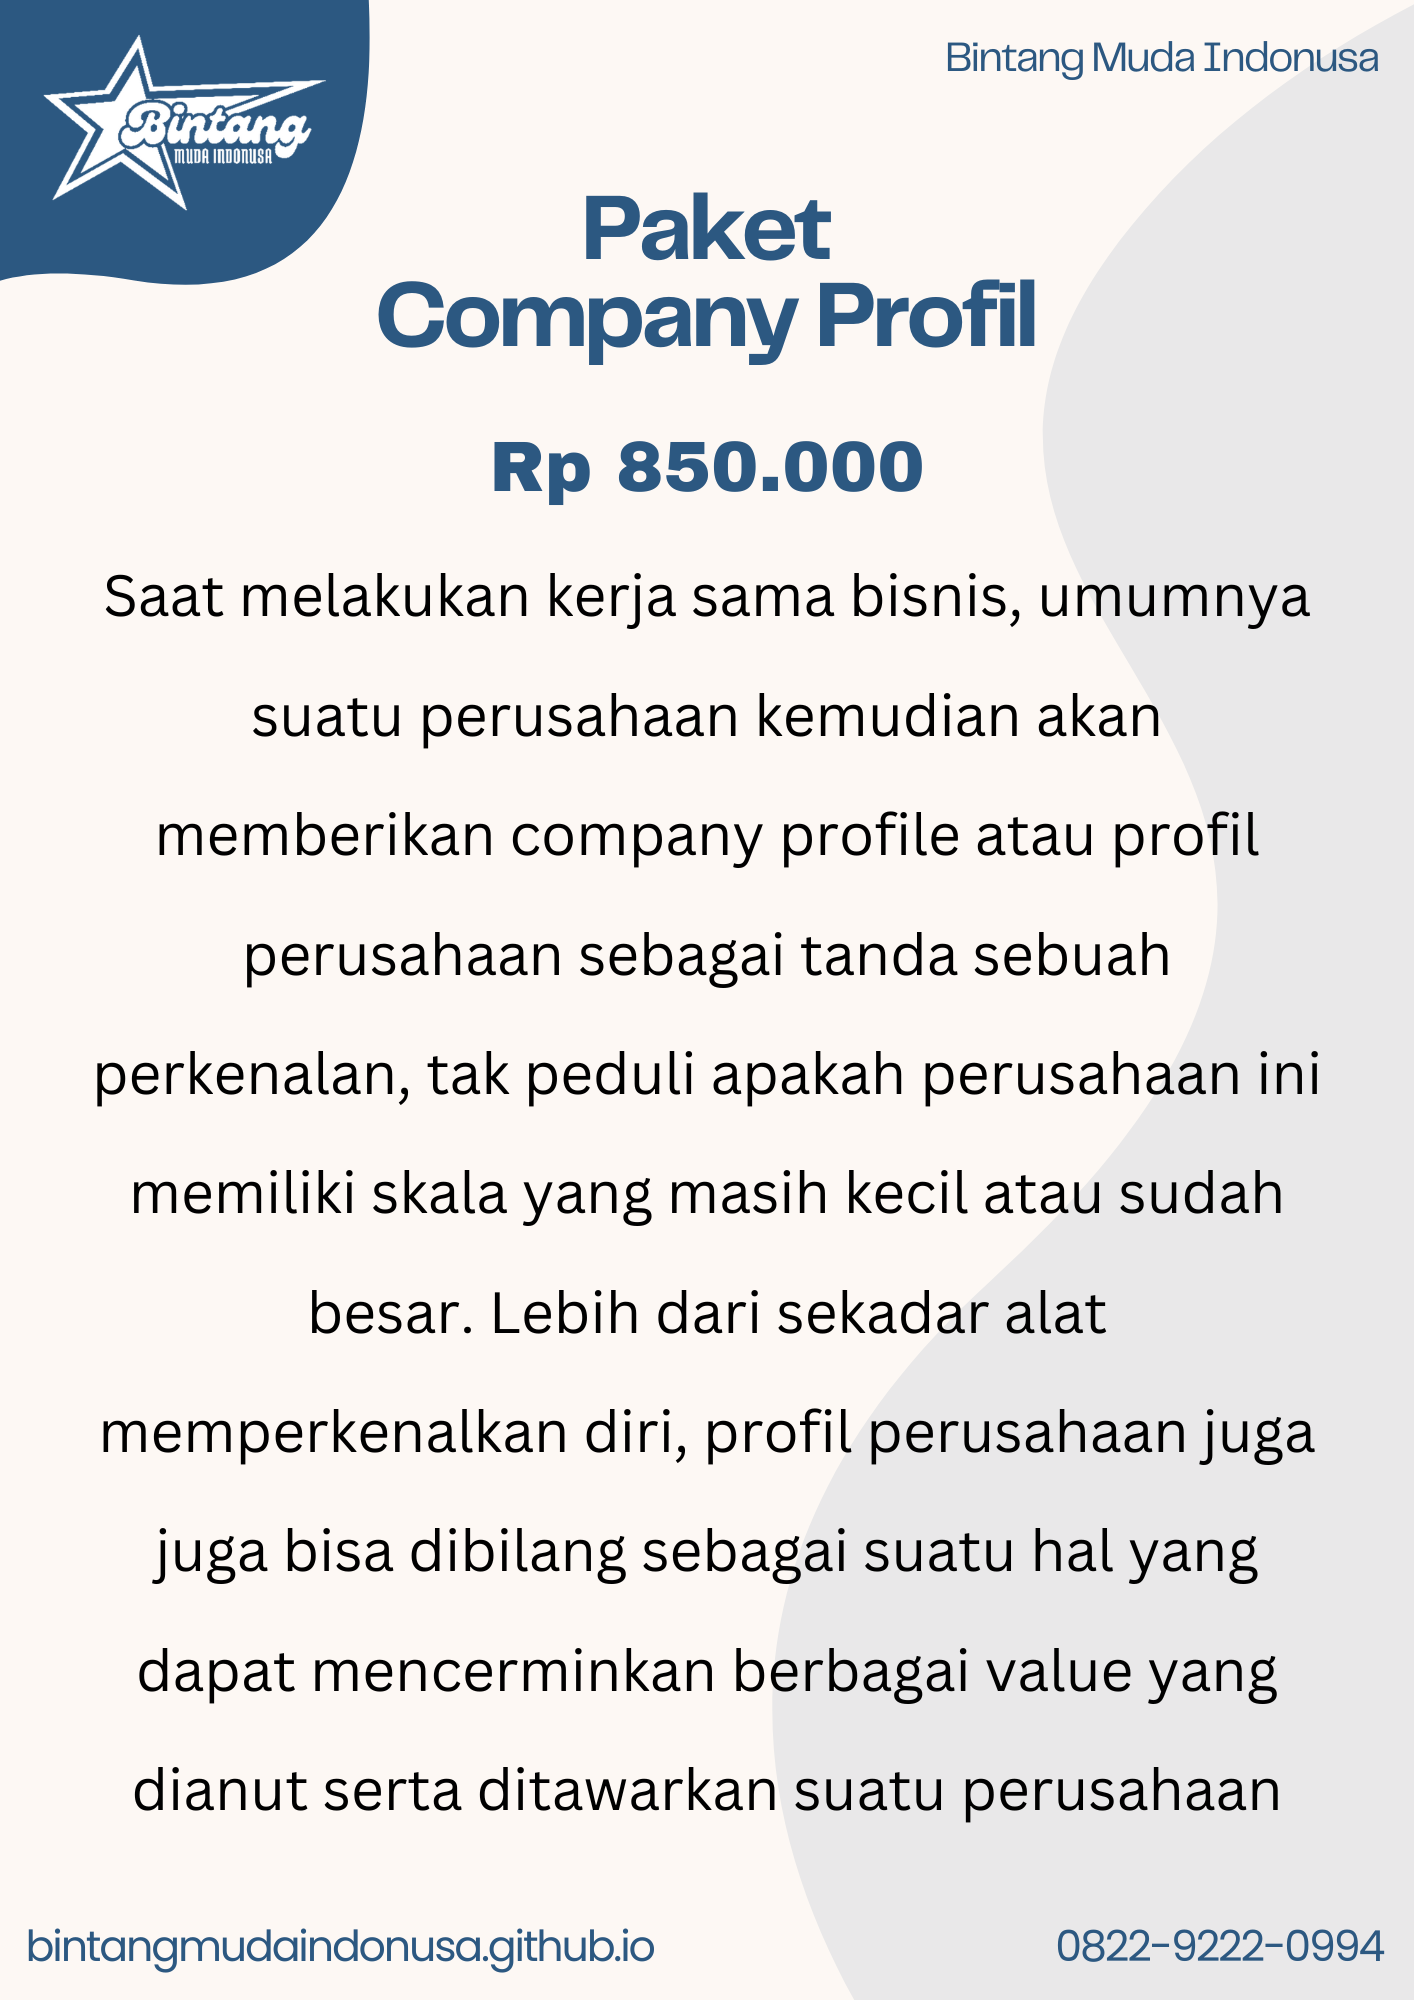 Bintang
MUDA INDONUSA
Bintang Muda Indonusa
Paket
Company Profil
Rp 850.000
Saat melakukan kerja sama bisnis, umumnya
suatu perusahaan kemudian akan
memberikan company profile atau profil
perusahaan sebagai tanda sebuah
perkenalan, tak peduli apakah perusahaan ini
memiliki skala yang masih kecil atau sudah
besar. Lebih dari sekadar alat
memperkenalkan diri, profil perusahaan juga
juga bisa dibilang sebagai suatu hal yang
dapat mencerminkan berbagai value yang
dianut serta ditawarkan suatu perusahaan
bintangmudaindonusa.github.io
0822-9222-0994